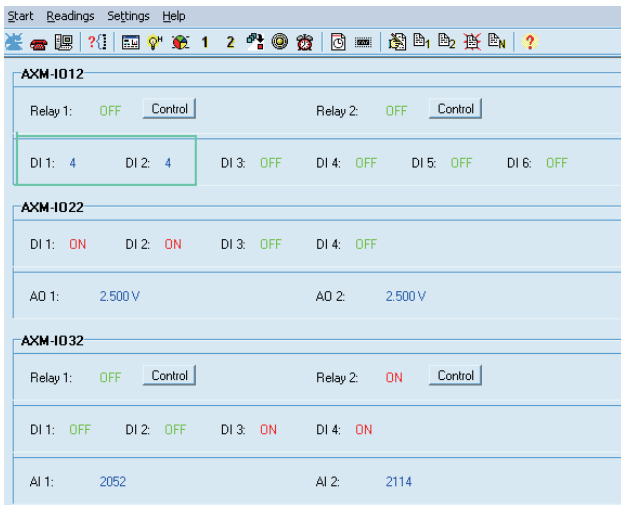 Start Readings Settings Help
?{} 1 2 1 2 N ?
AXM-IO12
Relay 1: OFF Control Relay 2: OFF Control
DI 1: 4 DI 2: 4 DI 3: OFF DI 4: OFF DI 5: OFF DI 6: OFF
AXM-IO22
DI 1: ON DI 2: ON DI 3: OFF DI 4: OFF
AO 1: 2.500 V AO 2: 2.500 V
AXM-IO32
Relay 1: OFF Control Relay 2: ON Control
DI 1: OFF DI 2: OFF DI 3: ON DI 4: ON
AI 1: 2052 AI 2: 2114